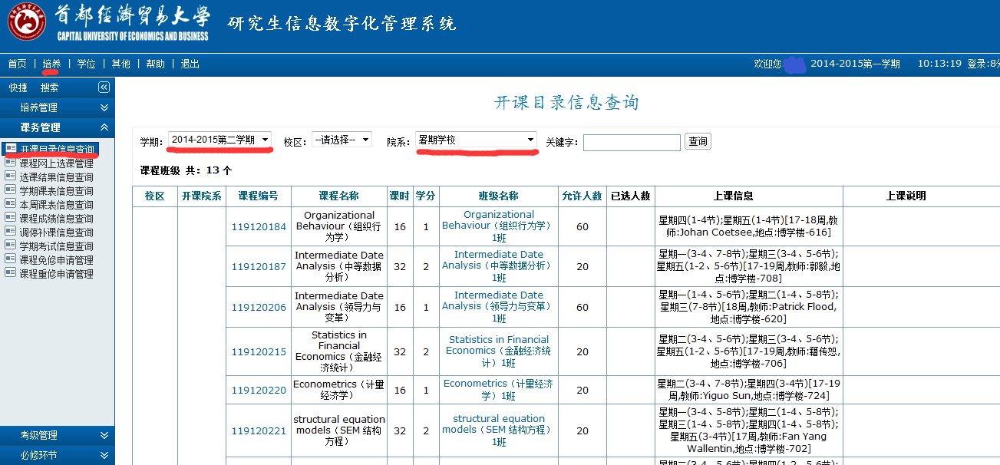 首都经济贸易大学
CAPITAL UNIVERSITY OF ECONOMICS AND BUSINESS
研究生信息数字化管理系统
首页 | 培养 | 学位 | 其他 | 帮助 | 退出
欢迎您 2014-2015第一学期 10:13:19 登录:8分
快捷 搜索
培养管理
课务管理
开课目录信息查询
课程网上选课管理
选课结果信息查询
学期课表信息查询
本周课表信息查询
课程成绩信息查询
调停补课信息查询
学期考试信息查询
课程免修申请管理
课程重修申请管理
考级管理
必修环节
开课目录信息查询
学期: 2014-2015第二学期 校区: --请选择-- 院系: 暑期学校 关键字: 查询
课程班级 共: 13 个
校区 开课院系 课程编号 课程名称 课时 学分 班级名称 允许人数 已选人数 上课信息 上课说明
119120184
Organizational
Behaviour（组织行
为学）
16
1
Organizational
Behaviour（组织行为学）
1班
60
星期四(1-4节);星期五(1-4节)[17-18周,教
师:Johan Coetsee,地点:博学楼-616]
119120187
Intermediate Date
Analysis（中等数据
分析）
32
2
Intermediate Date
Analysis（中等数据分析）
1班
20
星期一(3-4、7-8节);星期三(3-4、5-6节);
星期五(1-2、5-6节)[17-19周,教师:郭毅,地
点:博学楼-708]
119120206
Intermediate Date
Analysis（领导力与
变革）
16
1
Intermediate Date
Analysis（领导力与变革）
1班
60
星期一(1-4、5-6节);星期二(1-4、5-8节);
星期三(7-8节)[18周,教师:Patrick Flood,
地点:博学楼-620]
119120215
Statistics in
Financial
Economics（金融经
济统计）
32
2
Statistics in Financial
Economics（金融经济统
计）1班
20
星期二(3-4、5-6节);星期三(3-4、5-6节);
星期五(1-2、5-6节)[17-19周,教师:籍传恕,
地点:博学楼-706]
119120220
Econometrics（计量
经济学）
16
1
Econometrics（计量经济
学）1班
20
星期二(3-4、7-8节);星期四(3-4节)[17-19
周,教师:Yiguo Sun,地点:博学楼-724]
119120221
structural equation
models（SEM 结构
方程）
32
2
structural equation
models（SEM 结构方程）
1班
20
星期一(3-4、5-8节);星期二(1-4、5-8节);
星期三(1-4、5-8节);星期四(1-4、5-8节);
星期五(3-4节)[17周,教师:Fan Yang
Wallentin,地点:博学楼-702]